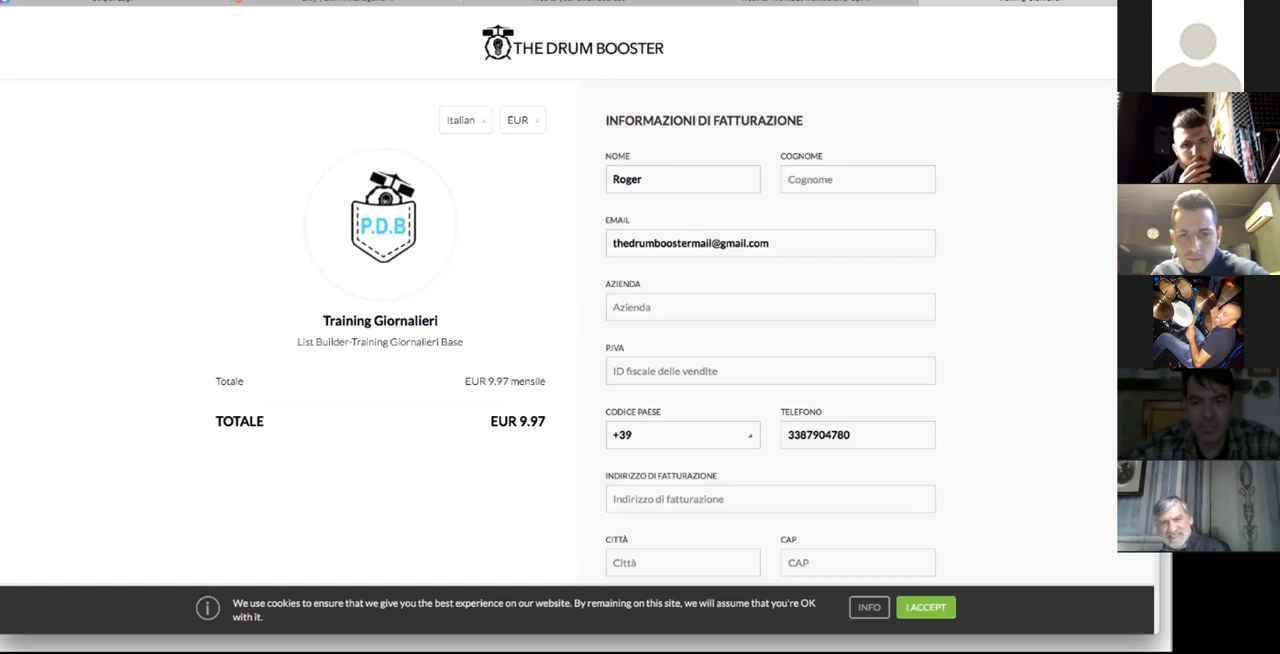 THE DRUM BOOSTER
Italian
EUR
P.D.B
Training Giornalieri
List Builder-Training Giornalieri Base
Totale
EUR 9.97 mensile
TOTALE
EUR 9.97
INFORMAZIONI DI FATTURAZIONE
NOME
COGNOME
Roger
Cognome
EMAIL
thedrumboostermail@gmail.com
AZIENDA
Azienda
P.IVA
ID fiscale delle vendite
CODICE PAESE
TELEFONO
+39
3387904780
INDIRIZZO DI FATTURAZIONE
Indirizzo di fatturazione
CITTÀ
CAP
Città
CAP
We use cookies to ensure that we give you the best experience on our website. By remaining on this site, we will assume that you're OK
with it.
INFO
I ACCEPT